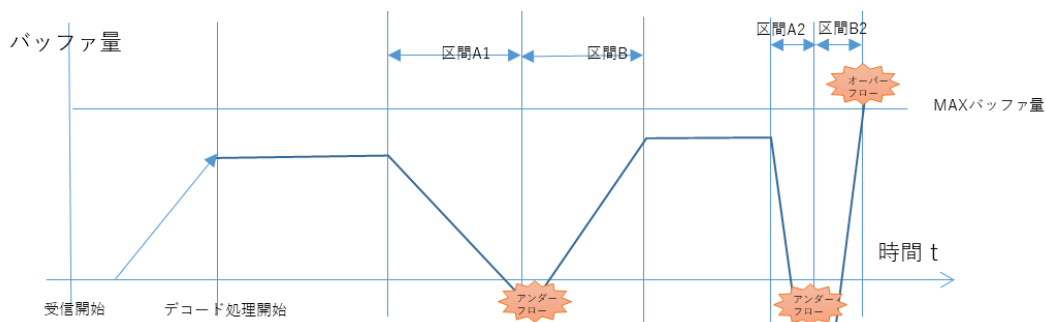 バッファ量
区間A1
区間B
区間A2
区間B2
オーバー
フロー
MAXバッファ量
時間 t
受信開始
デコード処理開始
アンダー
フロー
アンダー
フロー